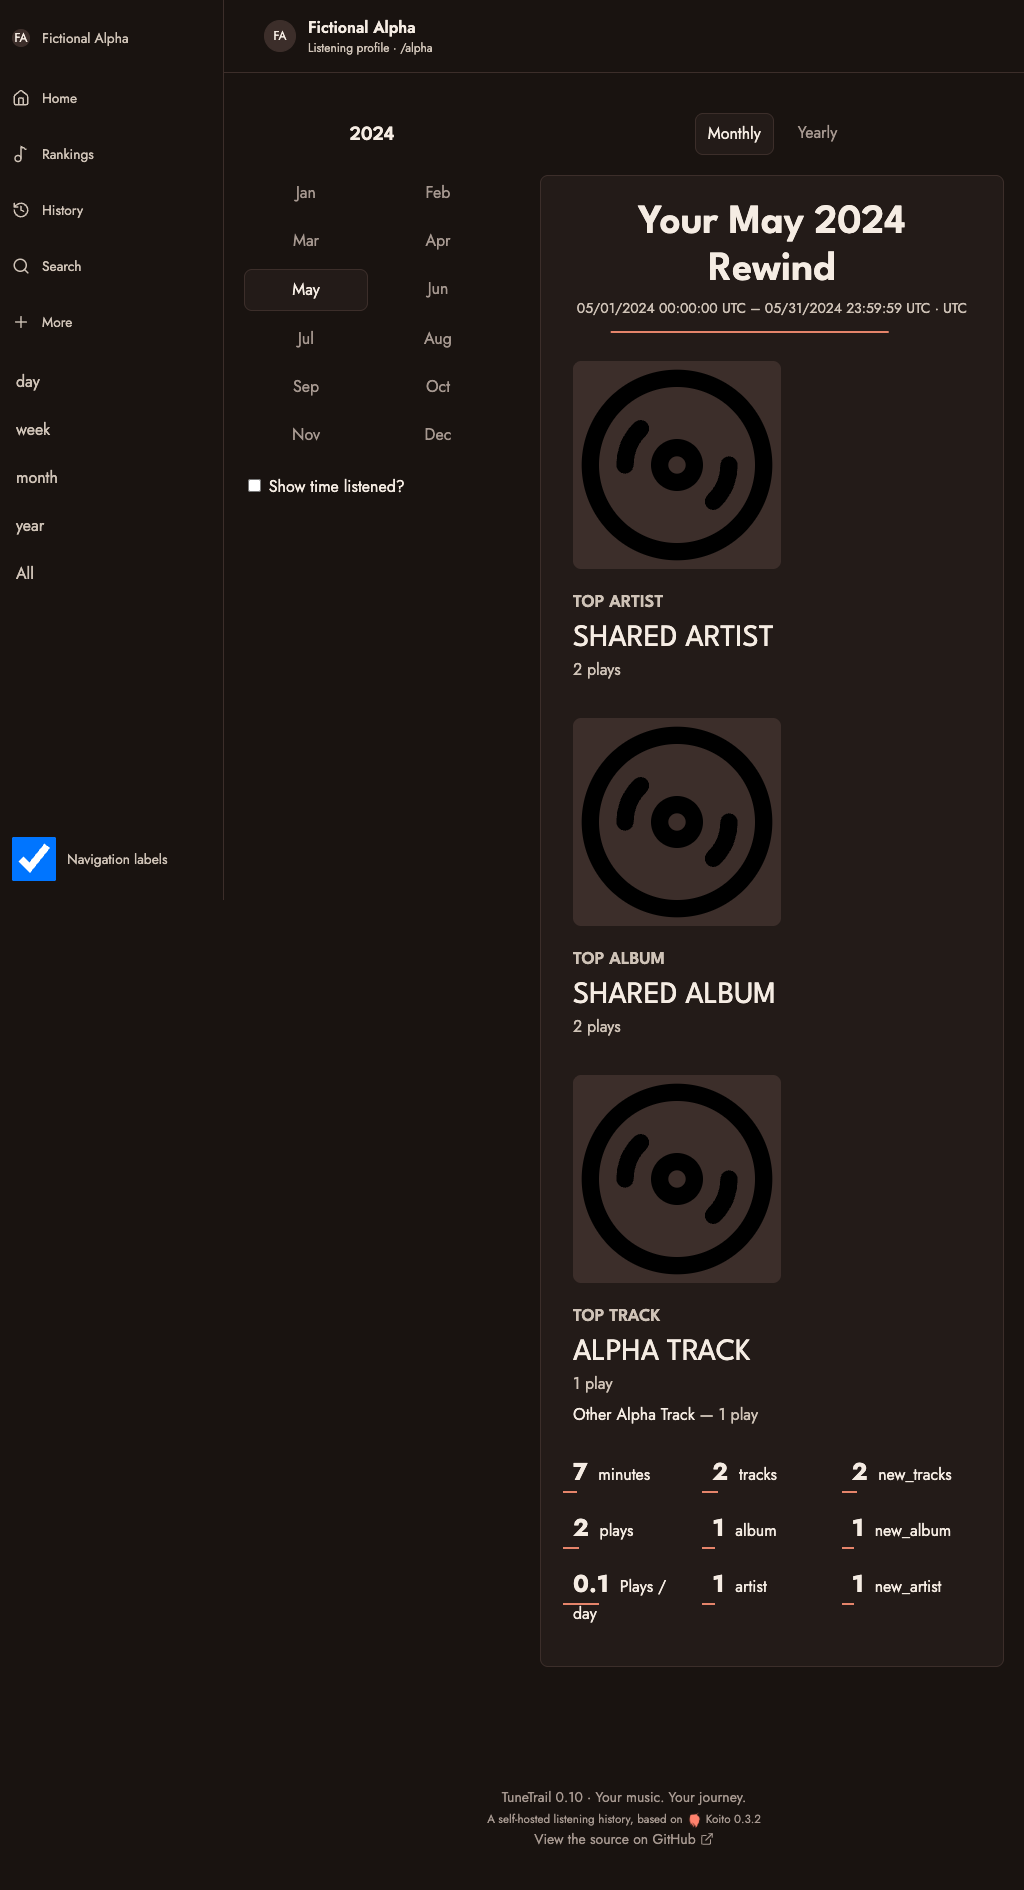 FA Fictional Alpha
Home
Rankings
History
Search
More
day
week
month
year
All
Navigation labels
FA
Fictional Alpha
Listening profile · /alpha
2024
Jan Feb
Mar Apr
May Jun
Jul Aug
Sep Oct
Nov Dec
Show time listened?
Monthly Yearly
Your May 2024
Rewind
05/01/2024 00:00:00 UTC – 05/31/2024 23:59:59 UTC · UTC
TOP ARTIST
SHARED ARTIST
2 plays
TOP ALBUM
SHARED ALBUM
2 plays
TOP TRACK
ALPHA TRACK
1 play
Other Alpha Track — 1 play
7 minutes 2 tracks 2 new_tracks
2 plays 1 album 1 new_album
0.1 Plays / 1 artist 1 new_artist
day
TuneTrail 0.10 · Your music. Your journey.
A self-hosted listening history, based on Koito 0.3.2
View the source on GitHub